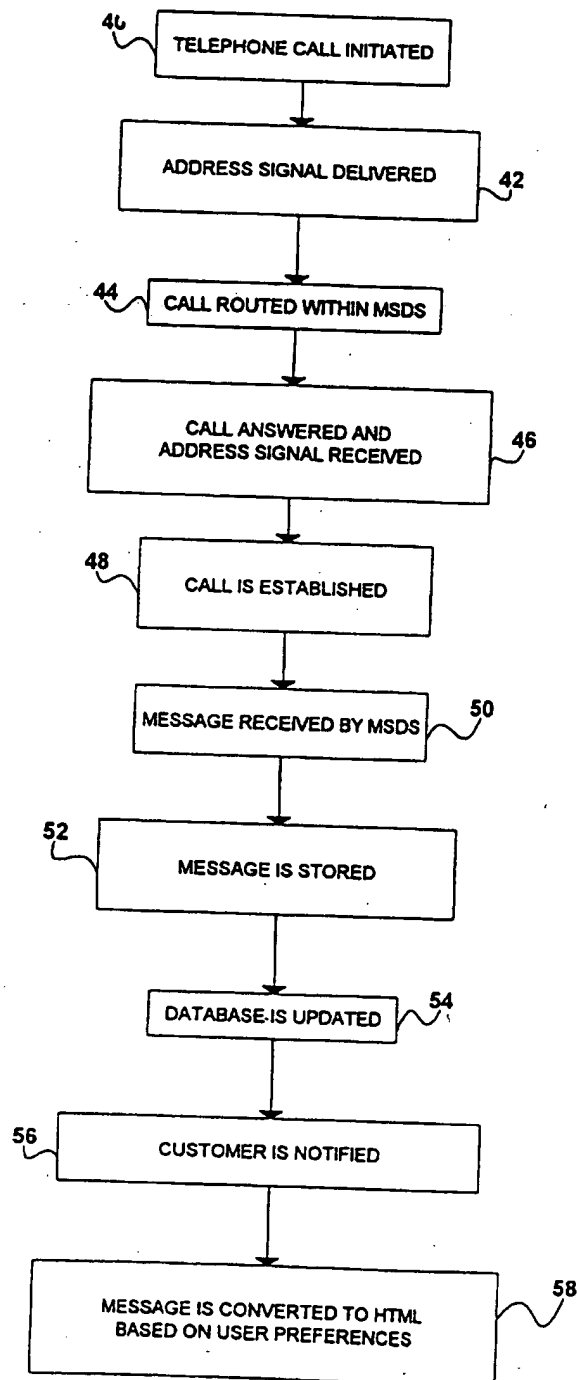 40
TELEPHONE CALL INITIATED
ADDRESS SIGNAL DELIVERED
42
44
CALL ROUTED WITHIN MSDS
CALL ANSWERED AND
ADDRESS SIGNAL RECEIVED
46
48
CALL IS ESTABLISHED
MESSAGE RECEIVED BY MSDS
50
52
MESSAGE IS STORED
DATABASE IS UPDATED
54
56
CUSTOMER IS NOTIFIED
MESSAGE IS CONVERTED TO HTML
BASED ON USER PREFERENCES
58